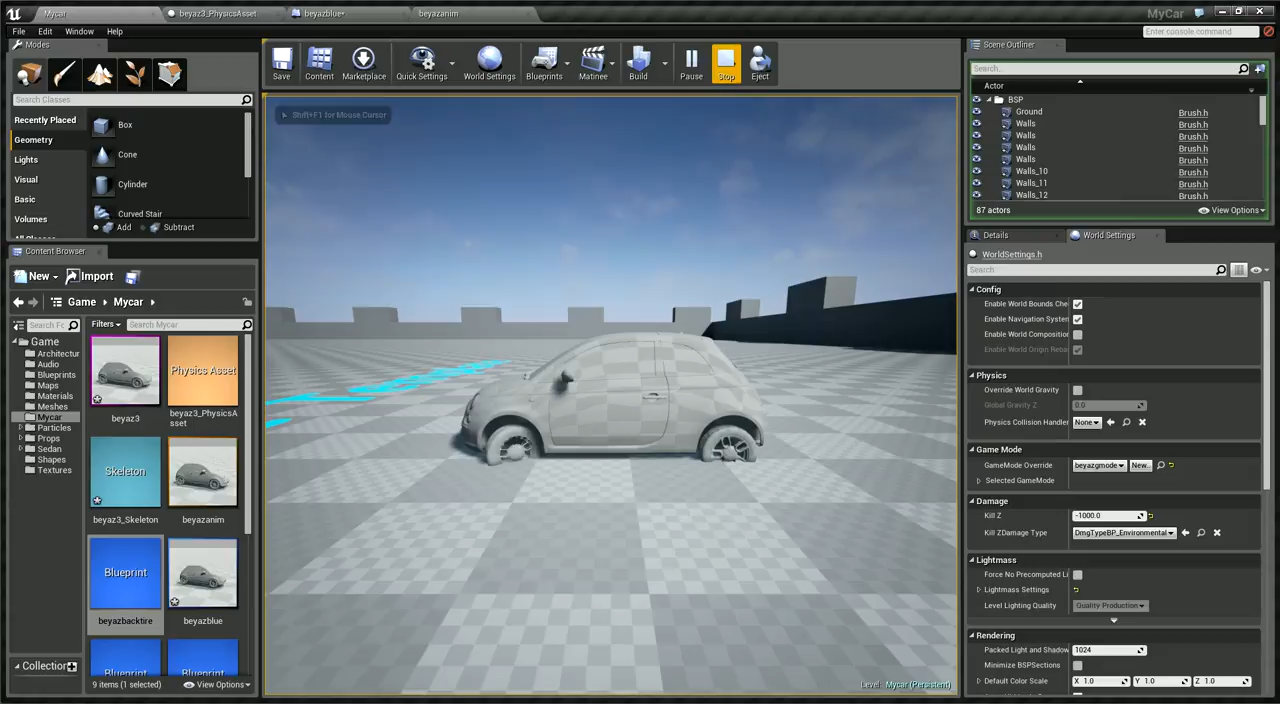 Mycar
beyaz3_PhysicsAsset
beyazblue*
beyazanim
MyCar
File Edit Window Help
Enter console command
Modes
Search Classes
Recently Placed
Geometry
Lights
Visual
Basic
Volumes
Box
Cone
Cylinder
Curved Stair
Add Subtract
Save Content Marketplace Quick Settings World Settings Blueprints Matinee Build Pause Stop Eject
Shift+F1 for Mouse Cursor
Level: Mycar (Persistent)
Content Browser
New Import
Game Mycar
Search Fc
Filters Search Mycar
Game
Architectur
Audio
Blueprints
Maps
Materials
Meshes
Mycar
Particles
Props
Sedan
Shapes
Textures
Collection
beyaz3
Physics Asset
beyaz3_PhysicsA
sset
Skeleton
beyaz3_Skeleton
beyazanim
Blueprint
beyazbacktire
beyazblue
Blueprint
Blueprint
9 items (1 selected) View Options
Scene Outliner
Search...
Actor
BSP
Ground Brush.h
Walls Brush.h
Walls Brush.h
Walls Brush.h
Walls Brush.h
Walls_10 Brush.h
Walls_11 Brush.h
Walls_12 Brush.h
87 actors View Options
Details World Settings
WorldSettings.h
Search
Config
Enable World Bounds Che
Enable Navigation System
Enable World Composition
Enable World Origin Reba
Physics
Override World Gravity
Global Gravity Z 0.0
Physics Collision Handler None
Game Mode
GameMode Override beyazgmode New..
Selected GameMode
Damage
Kill Z -1000.0
Kill ZDamage Type DmgTypeBP_Environmental
Lightmass
Force No Precomputed Li
Lightmass Settings
Level Lighting Quality Quality Production
Rendering
Packed Light and Shadow 1024
Minimize BSPSections
Default Color Scale X 1.0 Y 1.0 Z 1.0